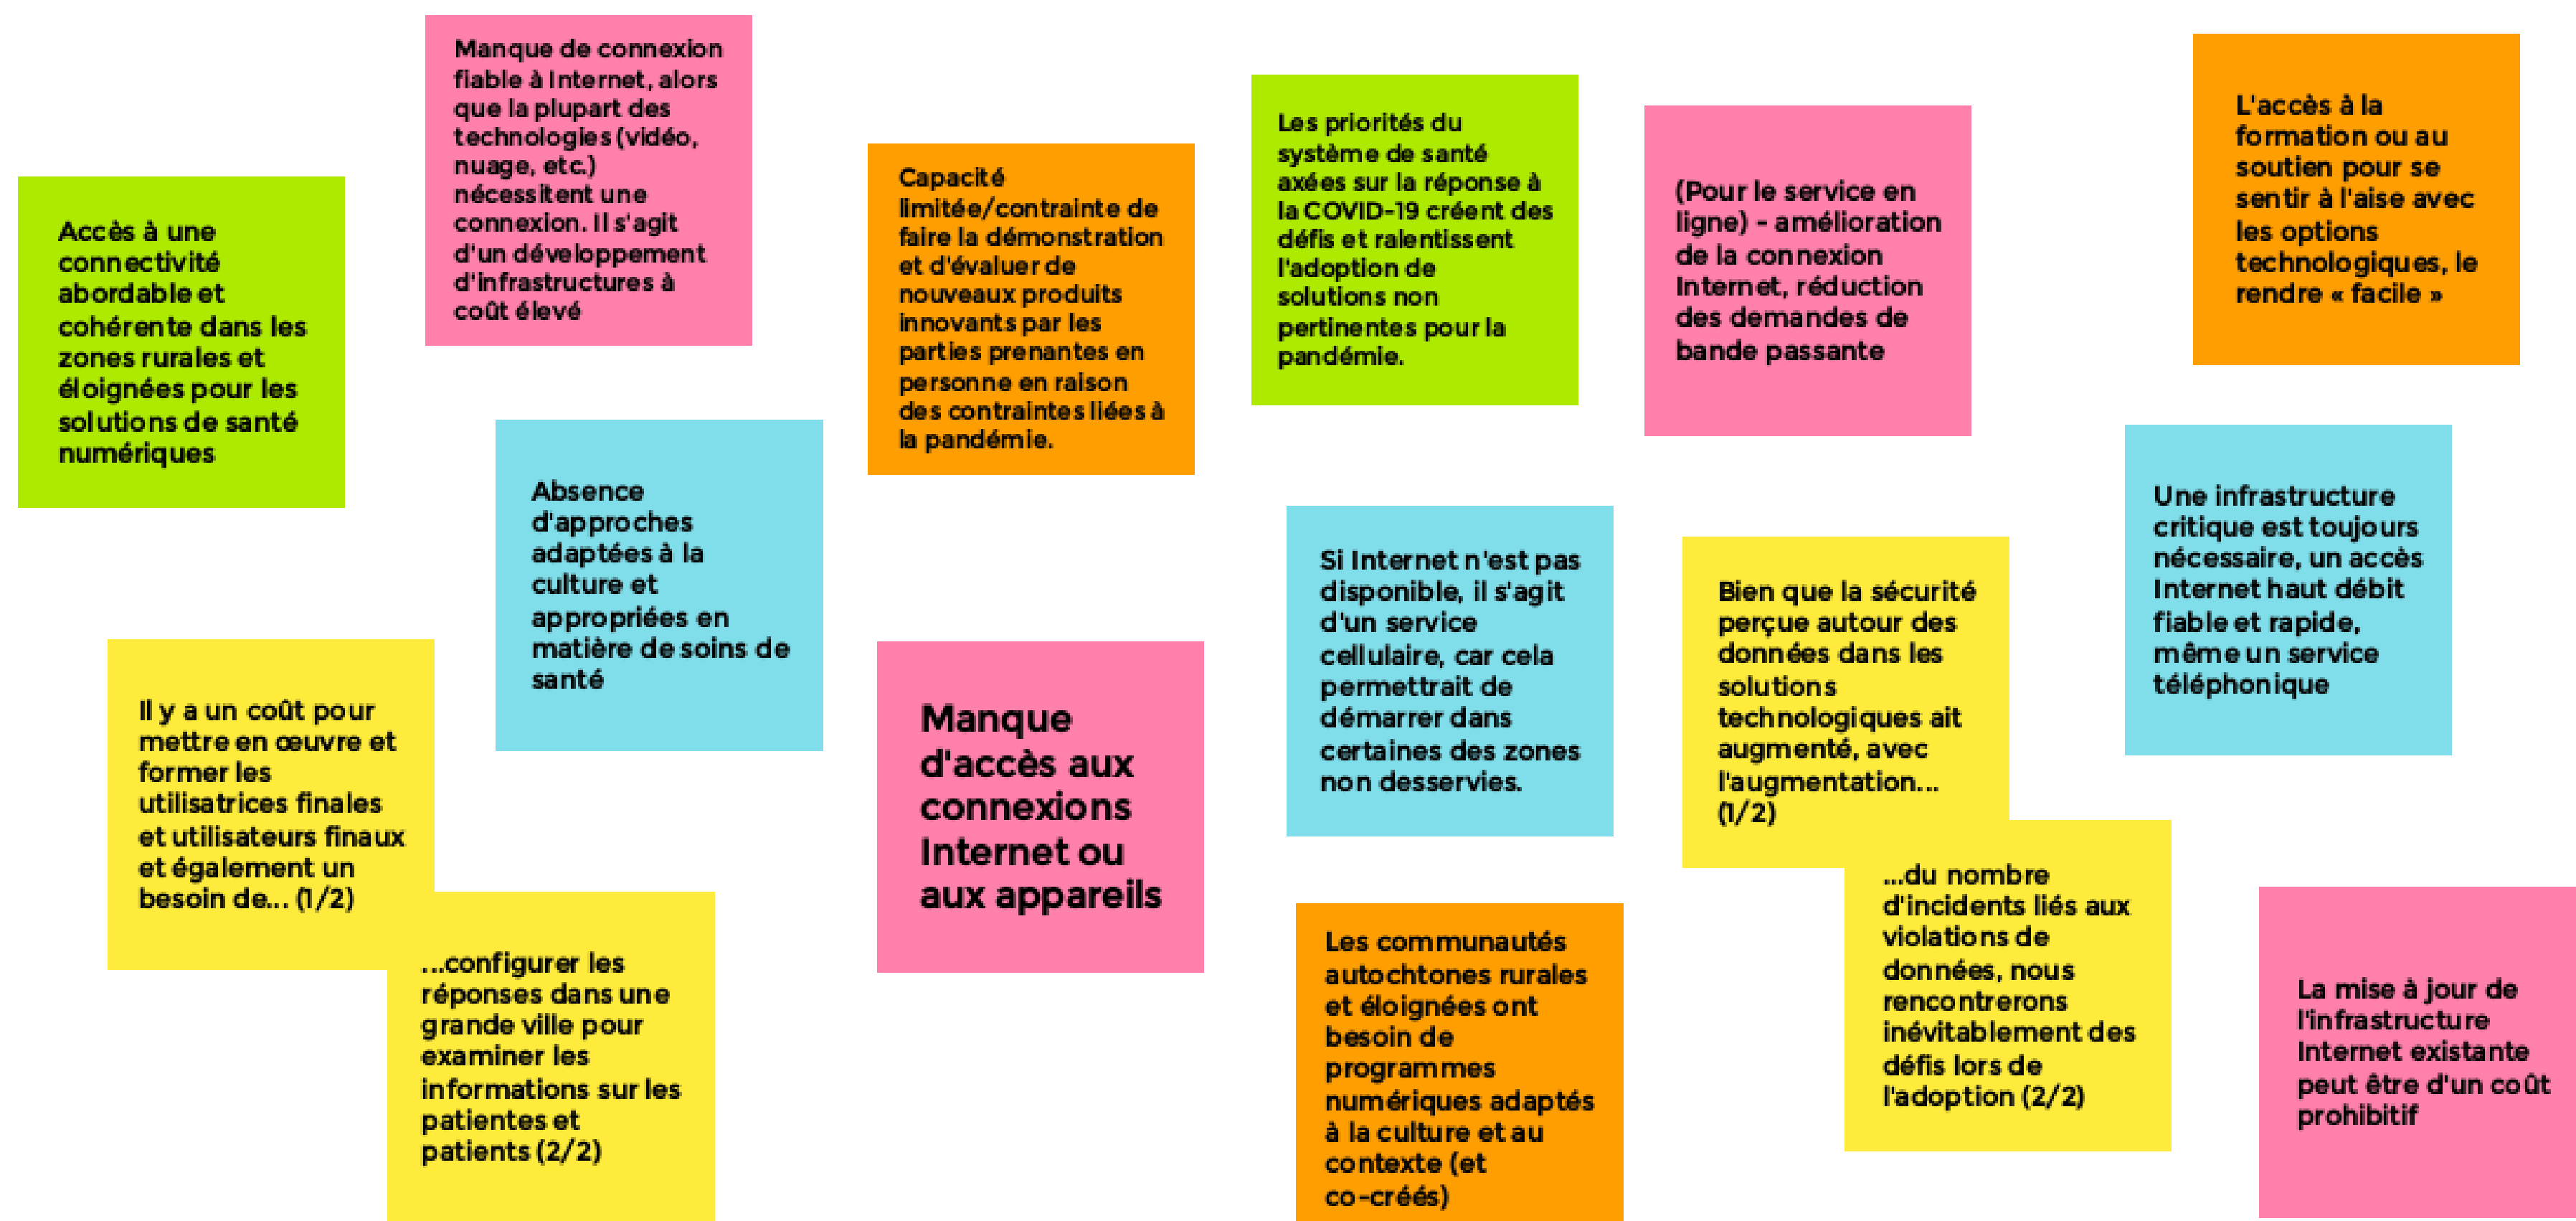 Accès à une
connectivité
abordable et
cohérente dans les
zones rurales et
éloignées pour les
solutions de santé
numériques
Manque de connexion
fiable à Internet, alors
que la plupart des
technologies (vidéo,
nuage, etc.)
nécessitent une
connexion. Il s'agit
d'un développement
d'infrastructures à
coût élevé
Capacité
limitée/contrainte de
faire la démonstration
et d'évaluer de
nouveaux produits
innovants par les
parties prenantes en
personne en raison
des contraintes liées à
la pandémie.
Les priorités du
système de santé
axées sur la réponse à
la COVID-19 créent des
défis et ralentissent
l'adoption de
solutions non
pertinentes pour la
pandémie.
(Pour le service en
ligne) - amélioration
de la connexion
Internet, réduction
des demandes de
bande passante
L'accès à la
formation ou au
soutien pour se
sentir à l'aise avec
les options
technologiques, le
rendre « facile »
Absence
d'approches
adaptées à la
culture et
appropriées en
matière de soins de
santé
Si Internet n'est pas
disponible, il s'agit
d'un service
cellulaire, car cela
permettrait de
démarrer dans
certaines des zones
non desservies.
Une infrastructure
critique est toujours
nécessaire, un accès
Internet haut débit
fiable et rapide,
même un service
téléphonique
Il y a un coût pour
mettre en œuvre et
former les
utilisatrices finales
et utilisateurs finaux
et également un
besoin de... (1/2)
...configurer les
réponses dans une
grande ville pour
examiner les
informations sur les
patientes et
patients (2/2)
Manque
d'accès aux
connexions
Internet ou
aux appareils
Bien que la sécurité
perçue autour des
données dans les
solutions
technologiques ait
augmenté, avec
l'augmentation...
(1/2)
...du nombre
d'incidents liés aux
violations de
données, nous
rencontrerons
inévitablement des
défis lors de
l'adoption (2/2)
Les communautés
autochtones rurales
et éloignées ont
besoin de
programmes
numériques adaptés
à la culture et au
contexte (et
co-créés)
La mise à jour de
l'infrastructure
Internet existante
peut être d'un coût
prohibitif